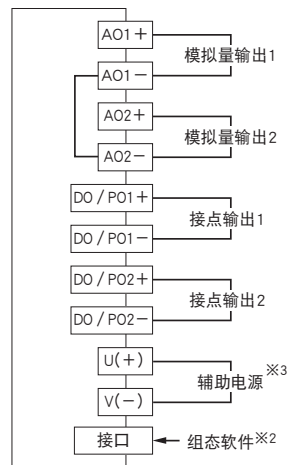 AO1+
模拟量输出1
AO1-
AO2+
模拟量输出2
AO2-
DO / PO1+
接点输出1
DO / PO1-
DO / PO2+
接点输出2
DO / PO2-
U(+)
辅助电源※3
V(-)
接口
组态软件※2